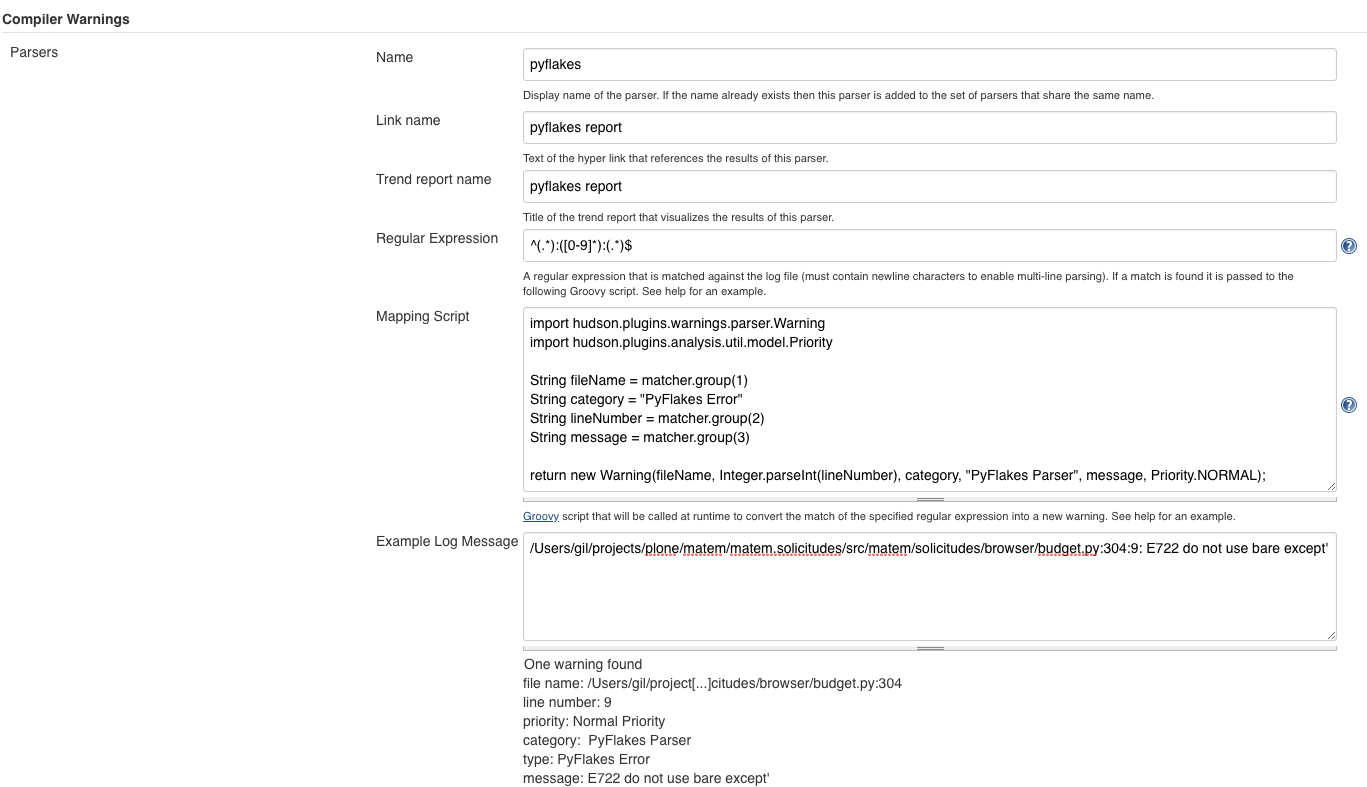 Compiler Warnings
Parsers
Name
pyflakes
Display name of the parser. If the name already exists then this parser is added to the set of parsers that share the same name.
Link name
pyflakes report
Text of the hyper link that references the results of this parser.
Trend report name
pyflakes report
Title of the trend report that visualizes the results of this parser.
Regular Expression
^(.*):([0-9]*):(.*)$
A regular expression that is matched against the log file (must contain newline characters to enable multi-line parsing). If a match is found it is passed to the
following Groovy script. See help for an example.
Mapping Script
import hudson.plugins.warnings.parser.Warning
import hudson.plugins.analysis.util.model.Priority
String fileName = matcher.group(1)
String category = "PyFlakes Error"
String lineNumber = matcher.group(2)
String message = matcher.group(3)
return new Warning(fileName, Integer.parseInt(lineNumber), category, "PyFlakes Parser", message, Priority.NORMAL);
Groovy script that will be called at runtime to convert the match of the specified regular expression into a new warning. See help for an example.
Example Log Message
/Users/gil/projects/plone/matem/matem.solicitudes/src/matem/solicitudes/browser/budget.py:304:9: E722 do not use bare except'
One warning found
file name: /Users/gil/project[...]citudes/browser/budget.py:304
line number: 9
priority: Normal Priority
category:  PyFlakes Parser
type: PyFlakes Error
message: E722 do not use bare except'